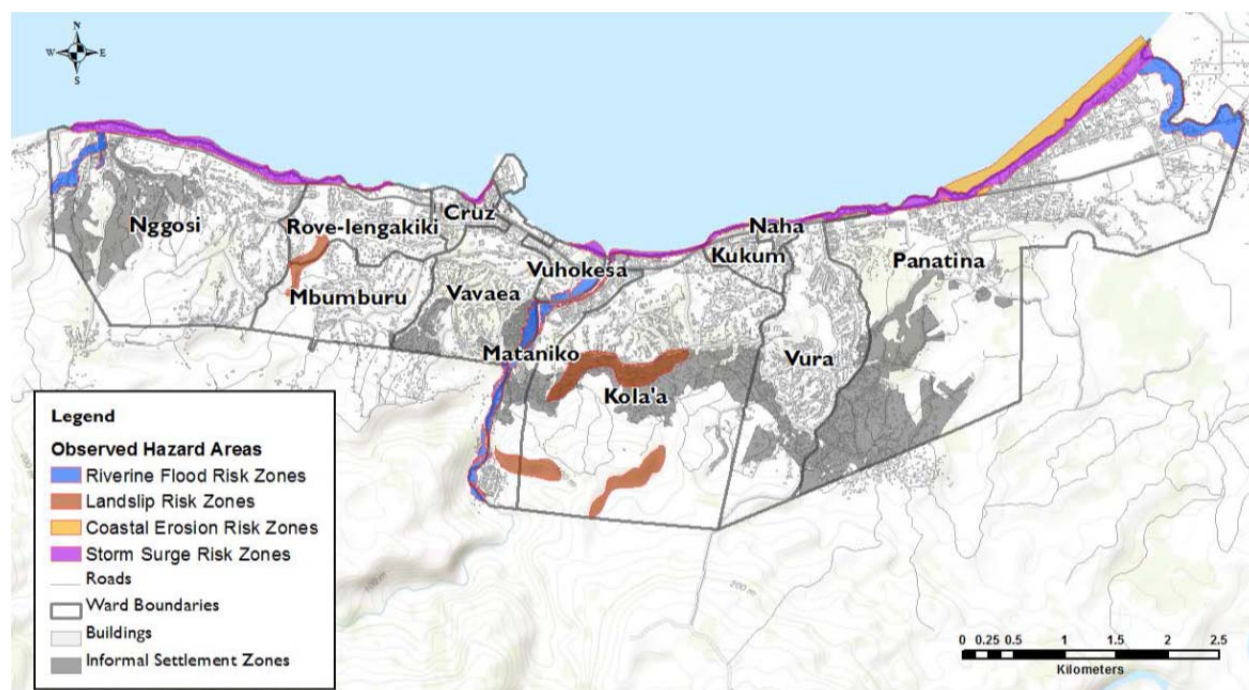 N
W E
S
Nggosi
Rove-lengakiki
Cruz
Naha
Kukum
Vuhokesa
Panatina
Mbumburu
Vavaea
Mataniko
Vura
Kola'a
Legend
Observed Hazard Areas
Riverine Flood Risk Zones
Landslip Risk Zones
Coastal Erosion Risk Zones
Storm Surge Risk Zones
Roads
Ward Boundaries
Buildings
Informal Settlement Zones
200 m
0 0.25 0.5 1 1.5 2 2.5
Kilometers